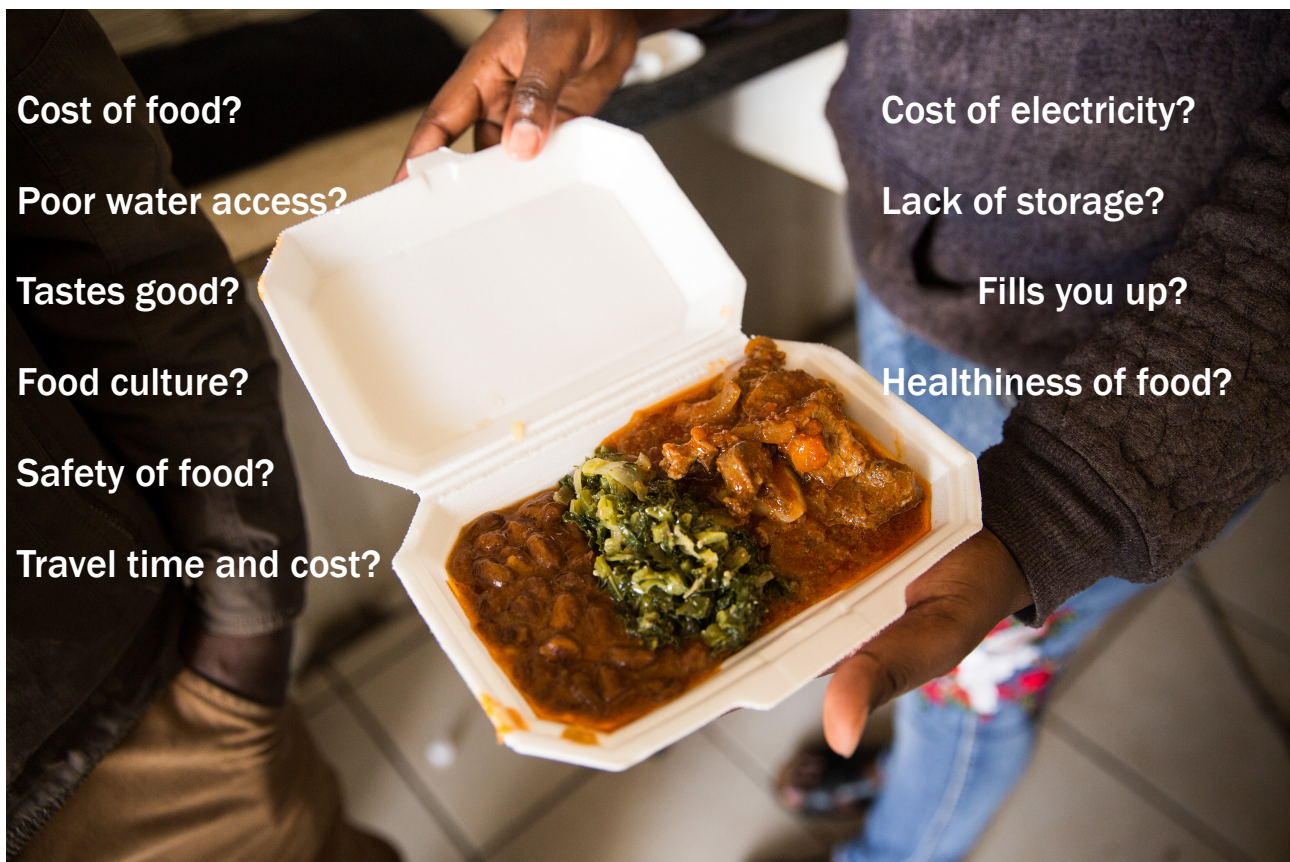 Cost of food?
Poor water access?
Tastes good?
Food culture?
Safety of food?
Travel time and cost?
Cost of electricity?
Lack of storage?
Fills you up?
Healthiness of food?